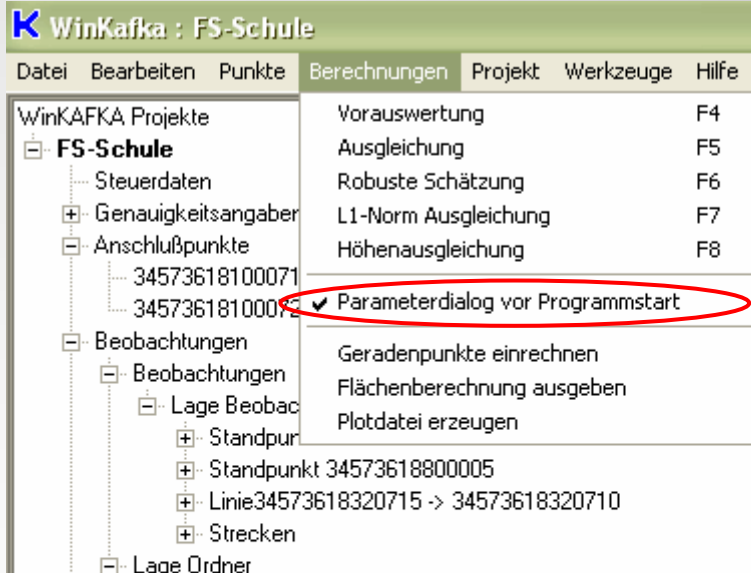 WinKafka : FS-Schule
Datei Bearbeiten Punkte Berechnungen Projekt Werkzeuge Hilfe
WinKAFKA Projekte
FS-Schule
Steuerdaten
Genauigkeitsangaben
Anschlußpunkte
34573618100071
34573618100072
Beobachtungen
Beobachtungen
Lage Beobac
Standpun
Standpunkt 34573618800005
Linie34573618320715 -> 34573618320710
Strecken
Lage Ordner
Vorauswertung F4
Ausgleichung F5
Robuste Schätzung F6
L1-Norm Ausgleichung F7
Höhenausgleichung F8
Parameterdialog vor Programmstart
Geradenpunkte einrechnen
Flächenberechnung ausgeben
Plotdatei erzeugen